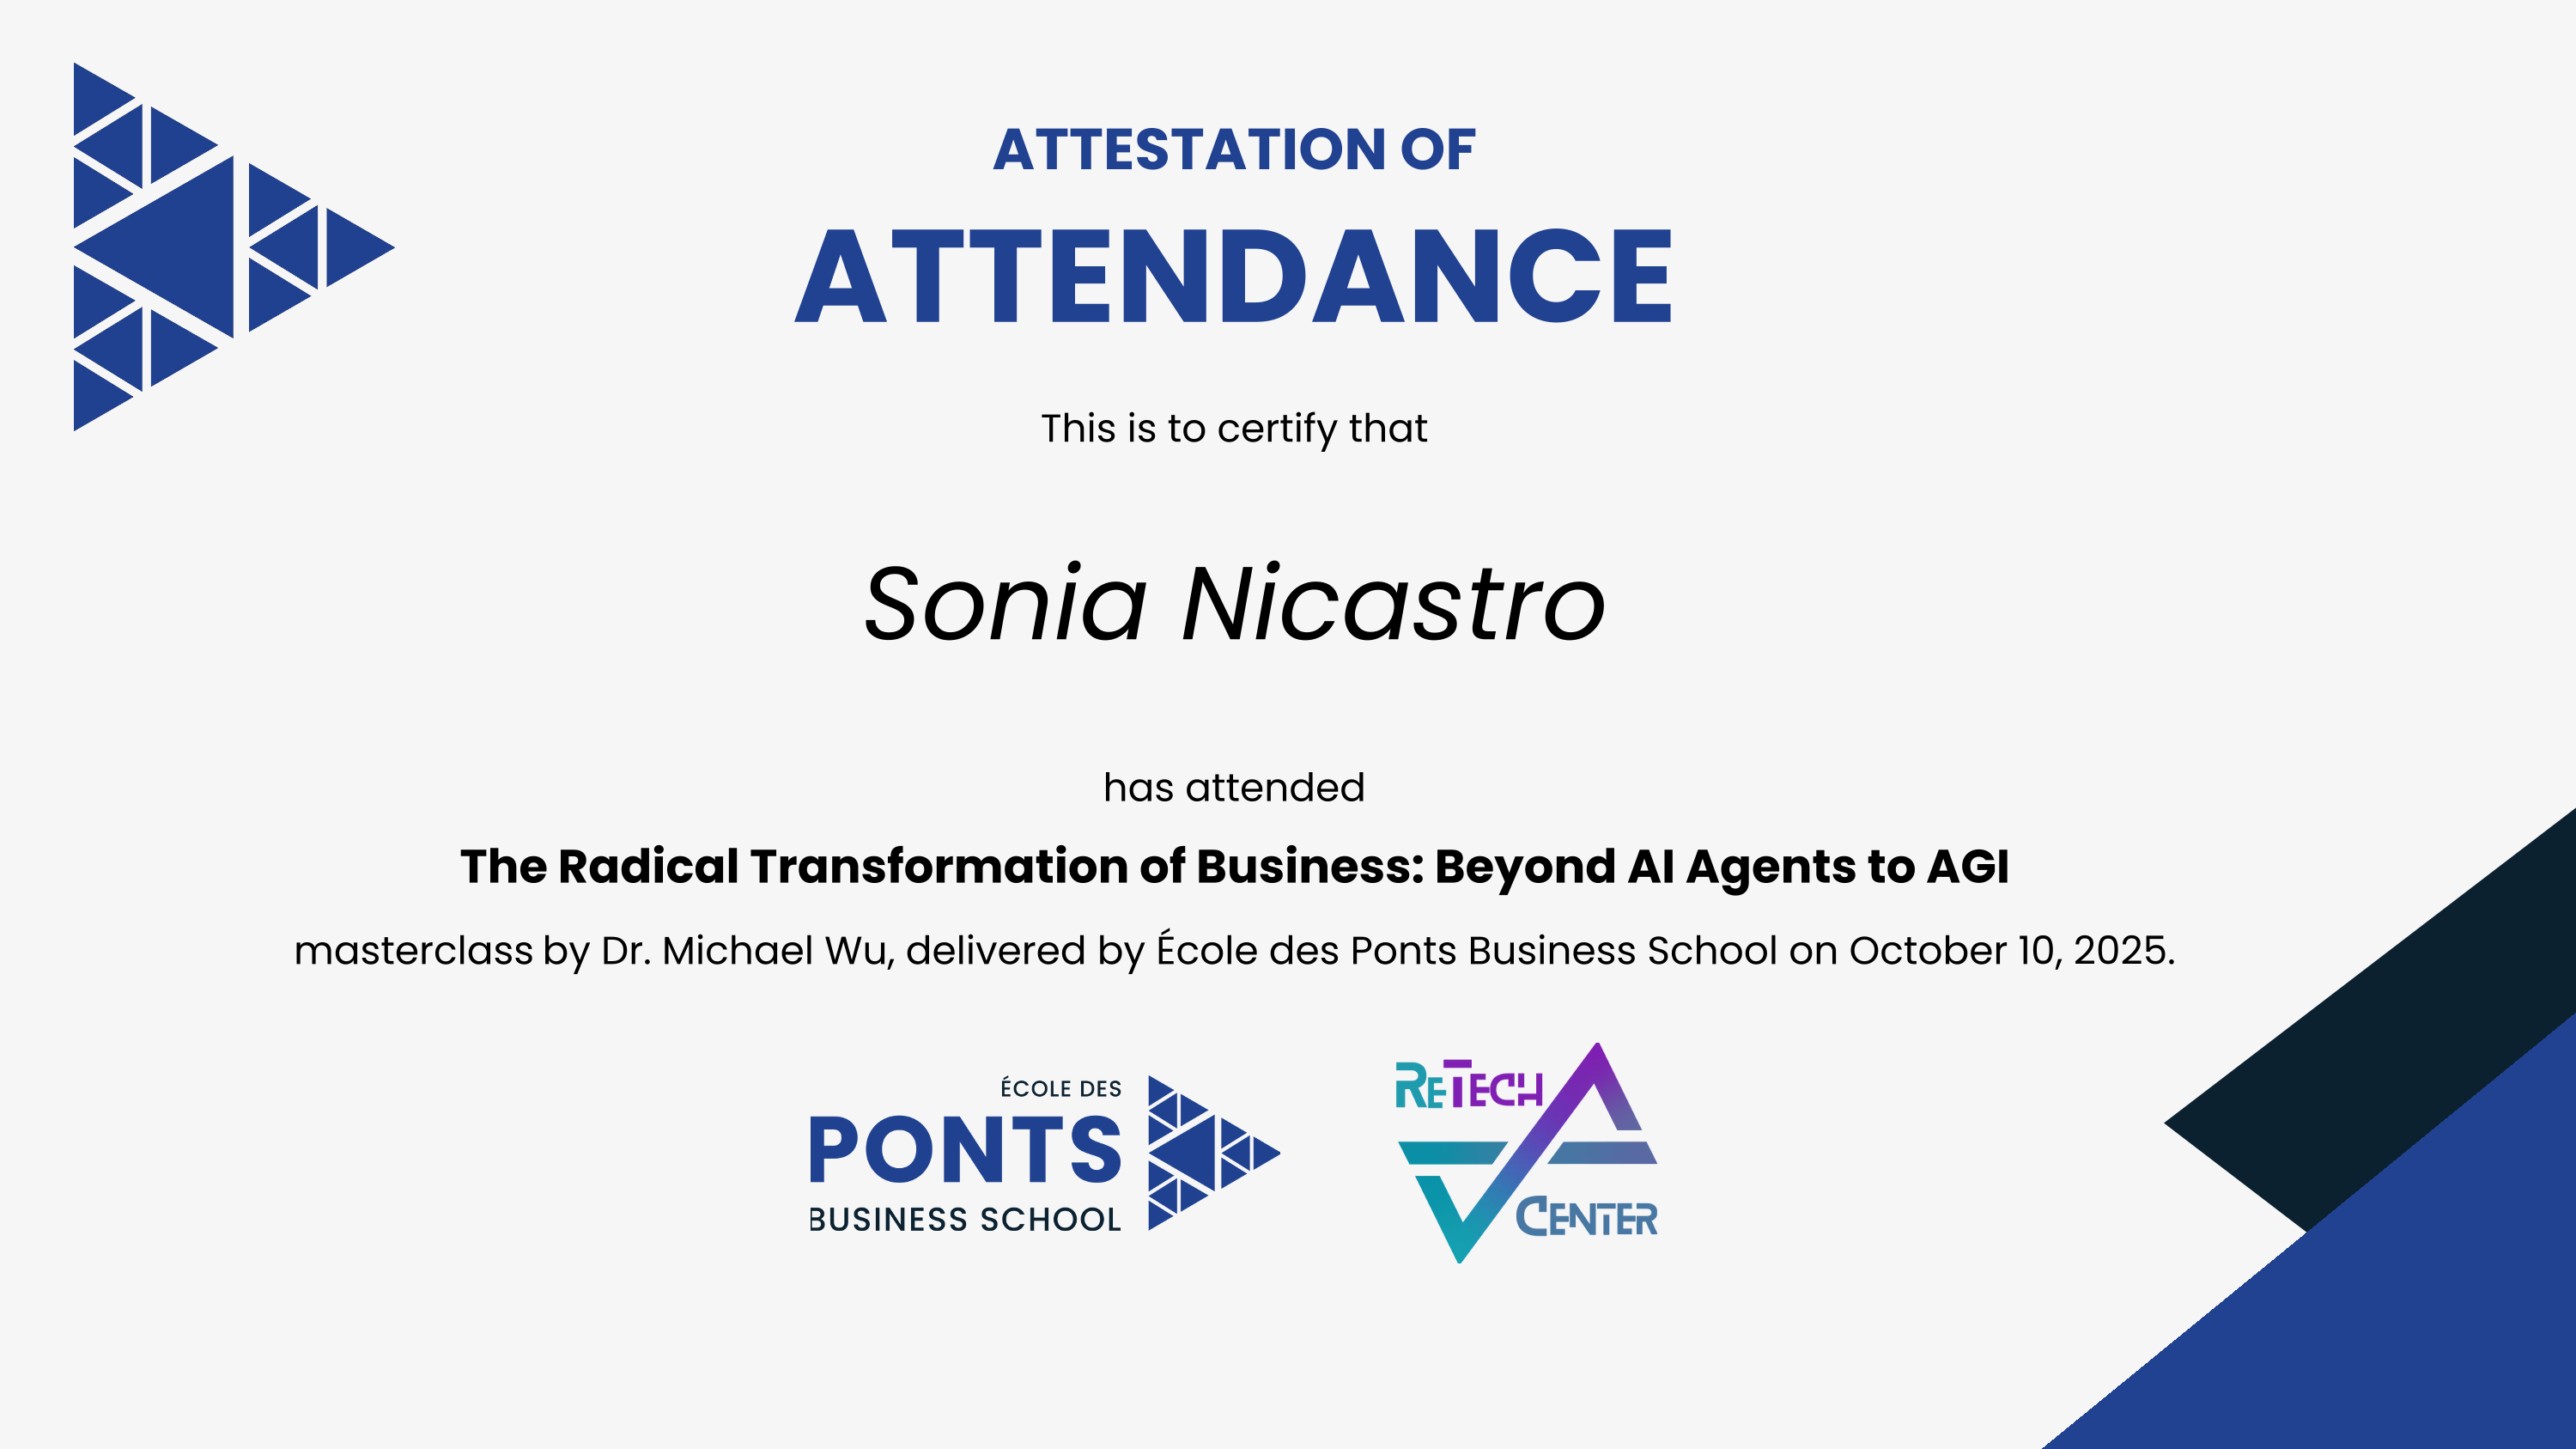 ATTESTATION OF
ATTENDANCE
This is to certify that
Sonia Nicastro
has attended
The Radical Transformation of Business: Beyond AI Agents to AGI
masterclass by Dr. Michael Wu, delivered by École des Ponts Business School on October 10, 2025.
ÉCOLE DES
PONTS
BUSINESS SCHOOL
RETECH
CENTER